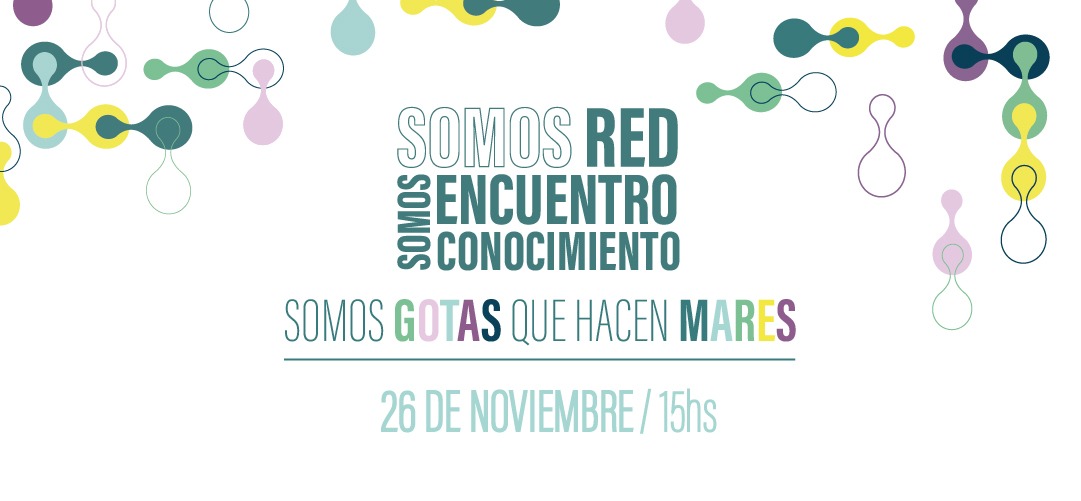 SOMOS RED
SOMOS
ENCUENTRO
CONOCIMIENTO
SOMOS GOTAS QUE HACEN MARES
26 DE NOVIEMBRE / 15hs